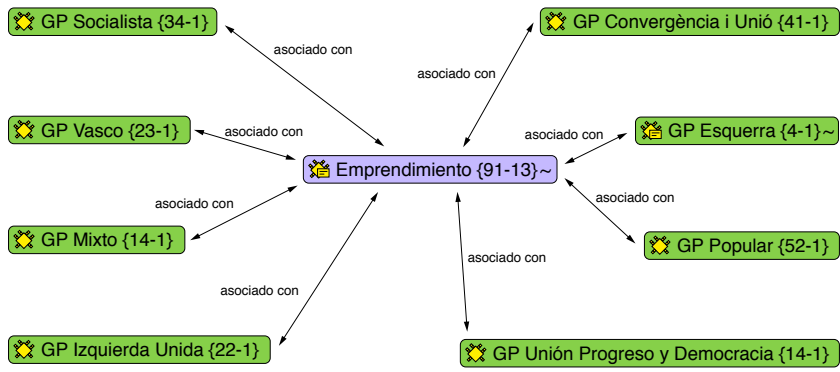 GP Socialista {34-1}
GP Convergència i Unió {41-1}
asociado con
asociado con
GP Vasco {23-1}
asociado con
asociado con
GP Esquerra {4-1}~
Emprendimiento {91-13}~
asociado con
asociado con
GP Mixto {14-1}
GP Popular {52-1}
asociado con
asociado con
GP Izquierda Unida {22-1}
GP Unión Progreso y Democracia {14-1}